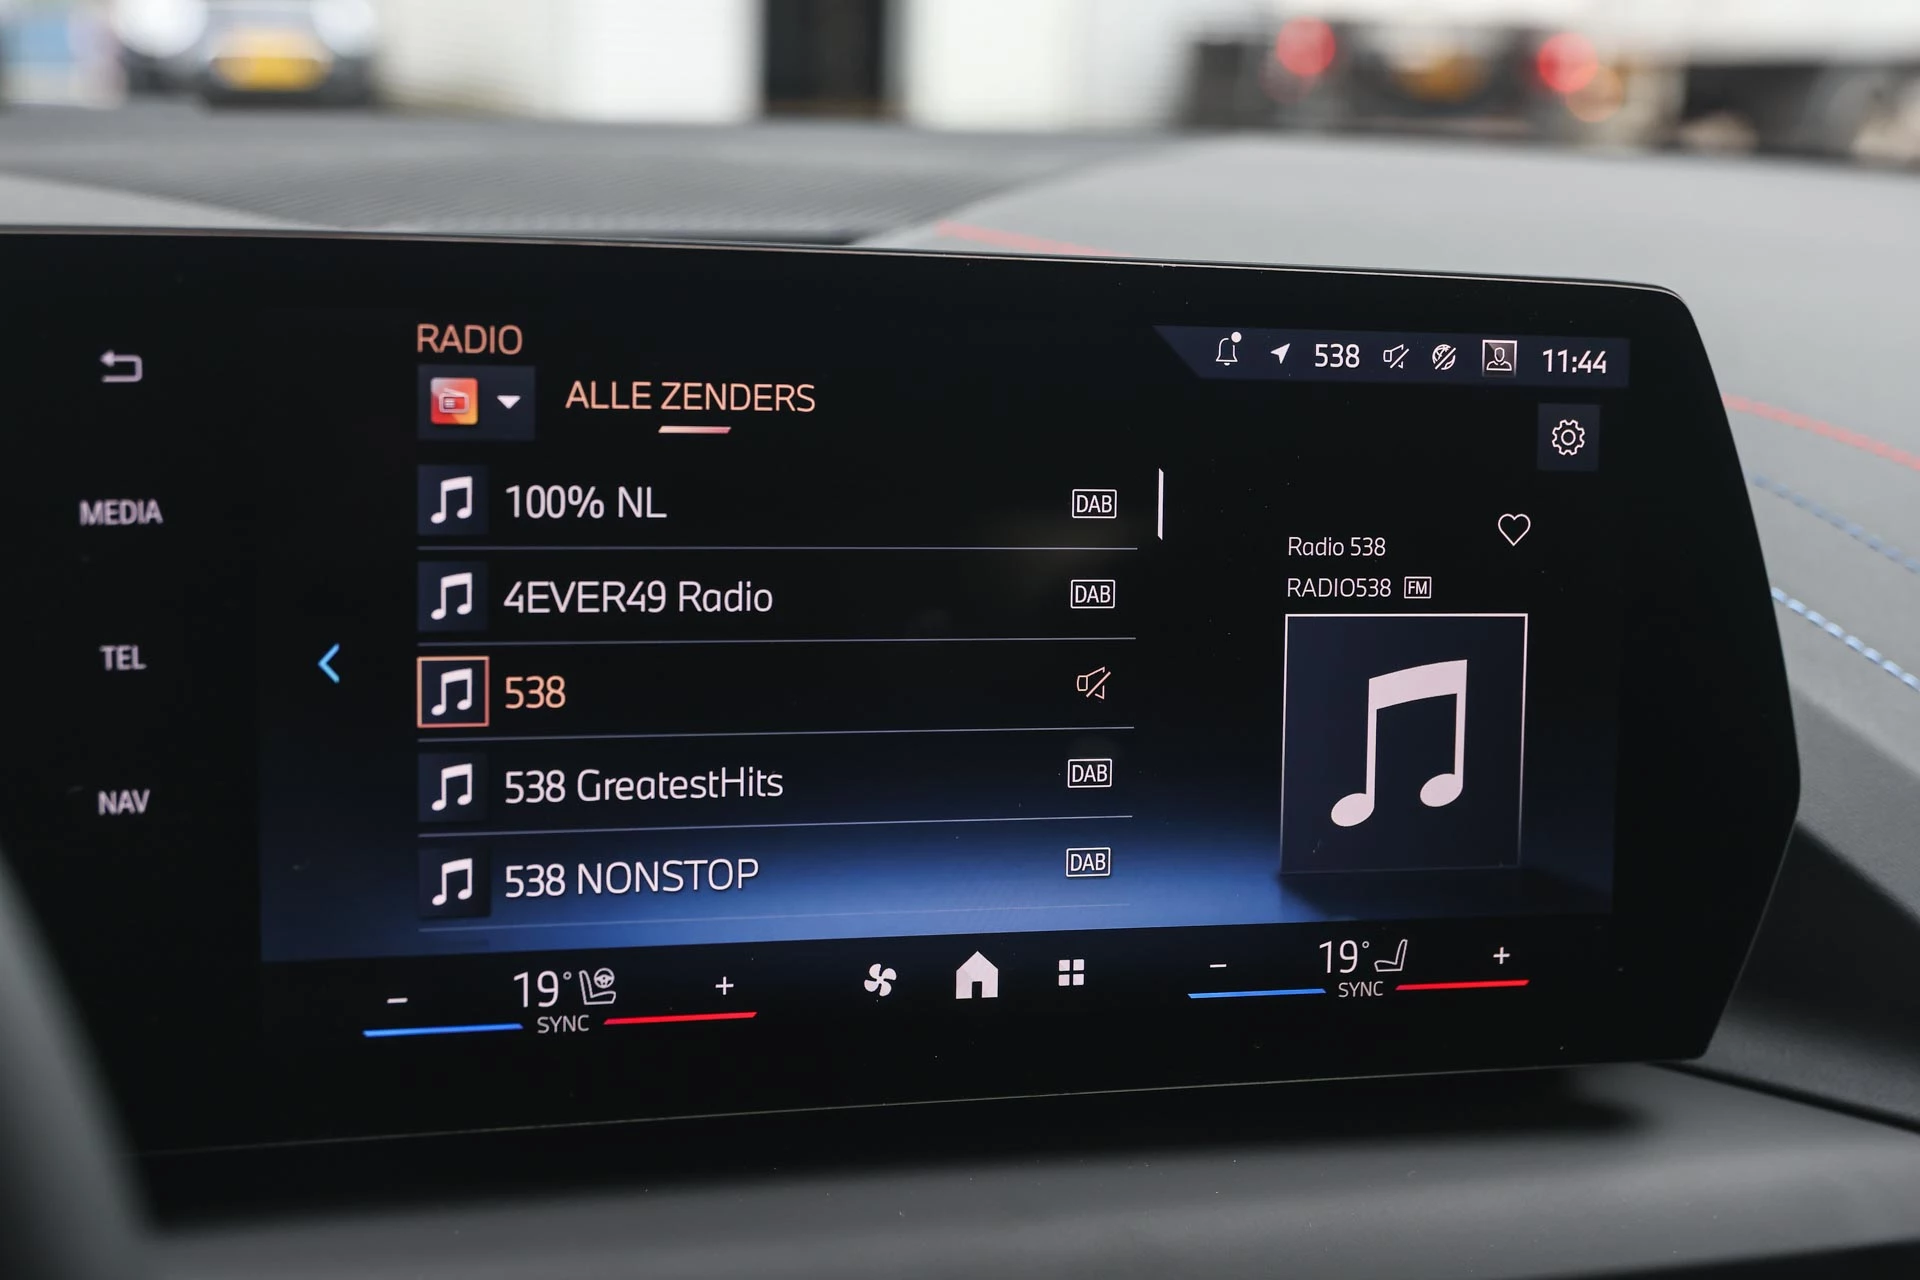 RADIO
538 11:44
ALLE ZENDERS
MEDIA
TEL
NAV
100% NL DAB
4EVER49 Radio DAB
538
538 GreatestHits DAB
538 NONSTOP DAB
Radio 538
RADIO538 FM
- 19° +
SYNC
- 19° +
SYNC